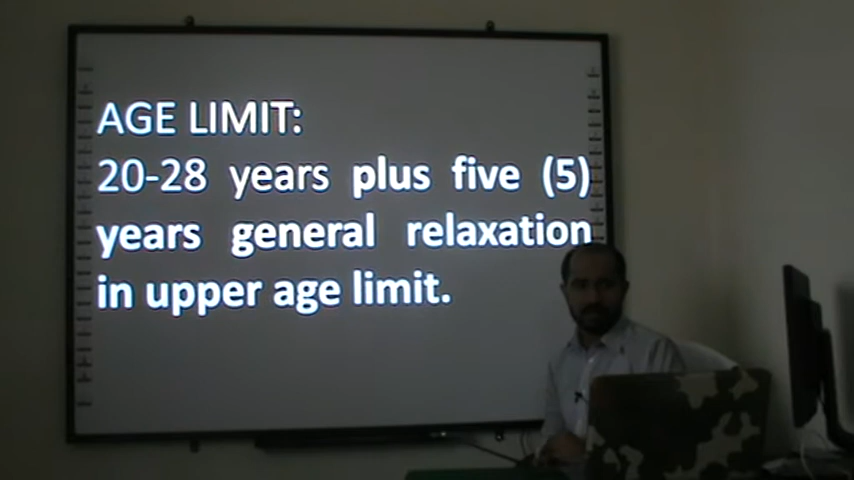 AGE LIMIT:
20-28 years plus five (5)
years general relaxation
in upper age limit.